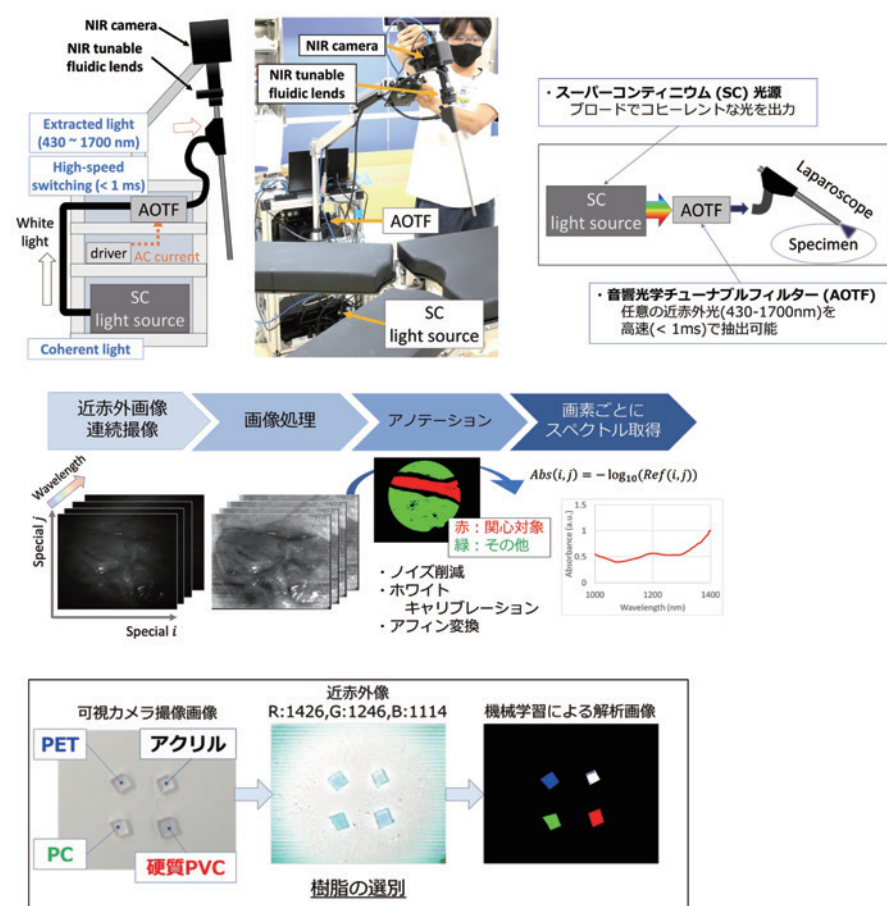 NIR camera
NIR tunable
fluidic lends
Extracted light
(430 ~ 1700 nm)
High-speed
switching (< 1 ms)
AOTF
White
light
driver
AC current
SC
light source
Coherent light
NIR camera
NIR tunable
fluidic lends
AOTF
SC
light source
・スーパーコンティニウム (SC) 光源
ブロードでコヒーレントな光を出力
SC
light source
AOTF
Laparoscope
Specimen
・音響光学チューナブルフィルター (AOTF)
任意の近赤外光(430-1700nm)を
高速(< 1ms)で抽出可能
近赤外画像
連続撮像
画像処理
アノテーション
画素ごとに
スペクトル取得
Wavelength
Special j
Special i
赤：関心対象
緑：その他
・ノイズ削減
・ホワイト
キャリブレーション
・アフィン変換
Abs(i,j) = −log₁₀(Ref(i,j))
Absorbance (a.u.)
1.5
1
0.5
0
1000
1200
1400
Wavelength (nm)
可視カメラ撮像画像
PET
アクリル
PC
硬質PVC
近赤外像
R:1426,G:1246,B:1114
機械学習による解析画像
樹脂の選別